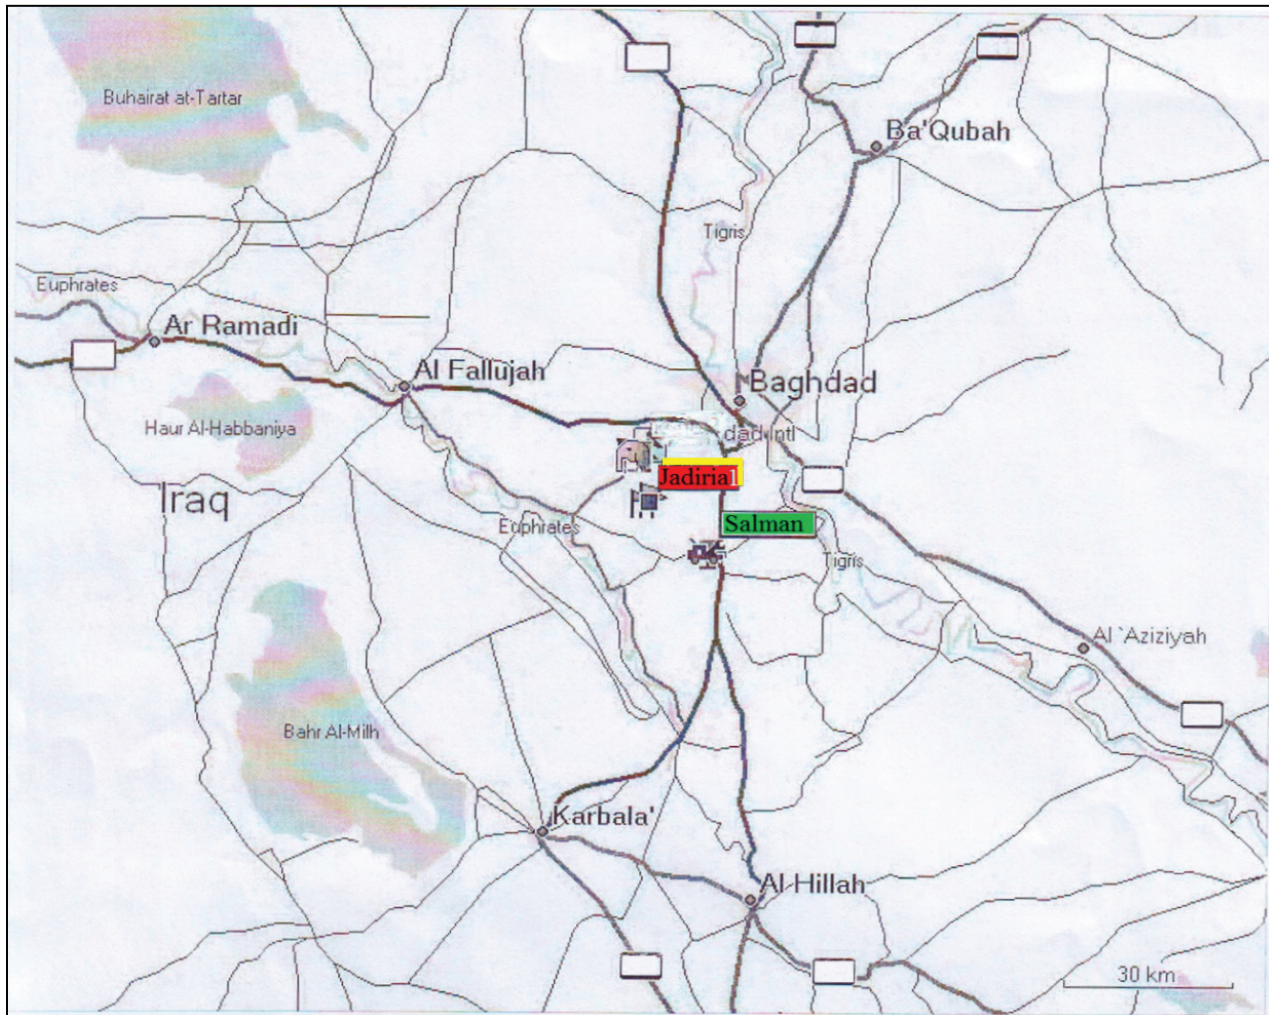 Buhairat at-Tartar
Ba'Qubah
Tigris
Euphrates
Ar Ramadi
Al Fallujah
Baghdad
Haur Al-Habbaniya
dad Intl
Jadiria1
Iraq
Euphrates
Salman
Tigris
Al `Aziziyah
Bahr Al-Milh
Karbala'
Al Hillah
30 km